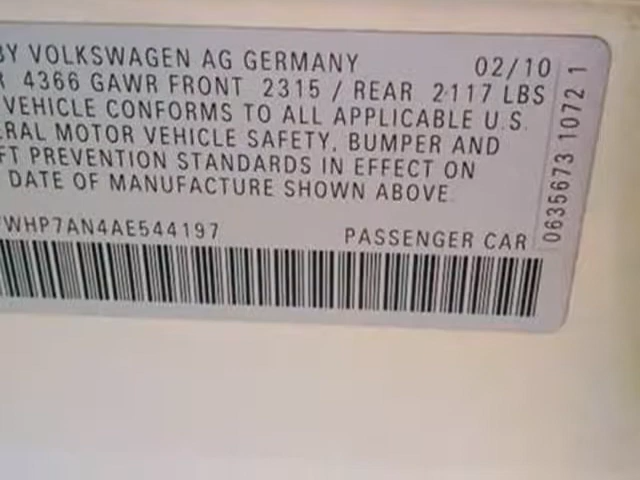 BY VOLKSWAGEN AG GERMANY 02/10
R 4366 GAWR FRONT 2315 / REAR 2117 LBS
VEHICLE CONFORMS TO ALL APPLICABLE U.S.
ERAL MOTOR VEHICLE SAFETY, BUMPER AND
FT PREVENTION STANDARDS IN EFFECT ON
DATE OF MANUFACTURE SHOWN ABOVE.
WHP7AN4AE544197 PASSENGER CAR
0635673 1072 1